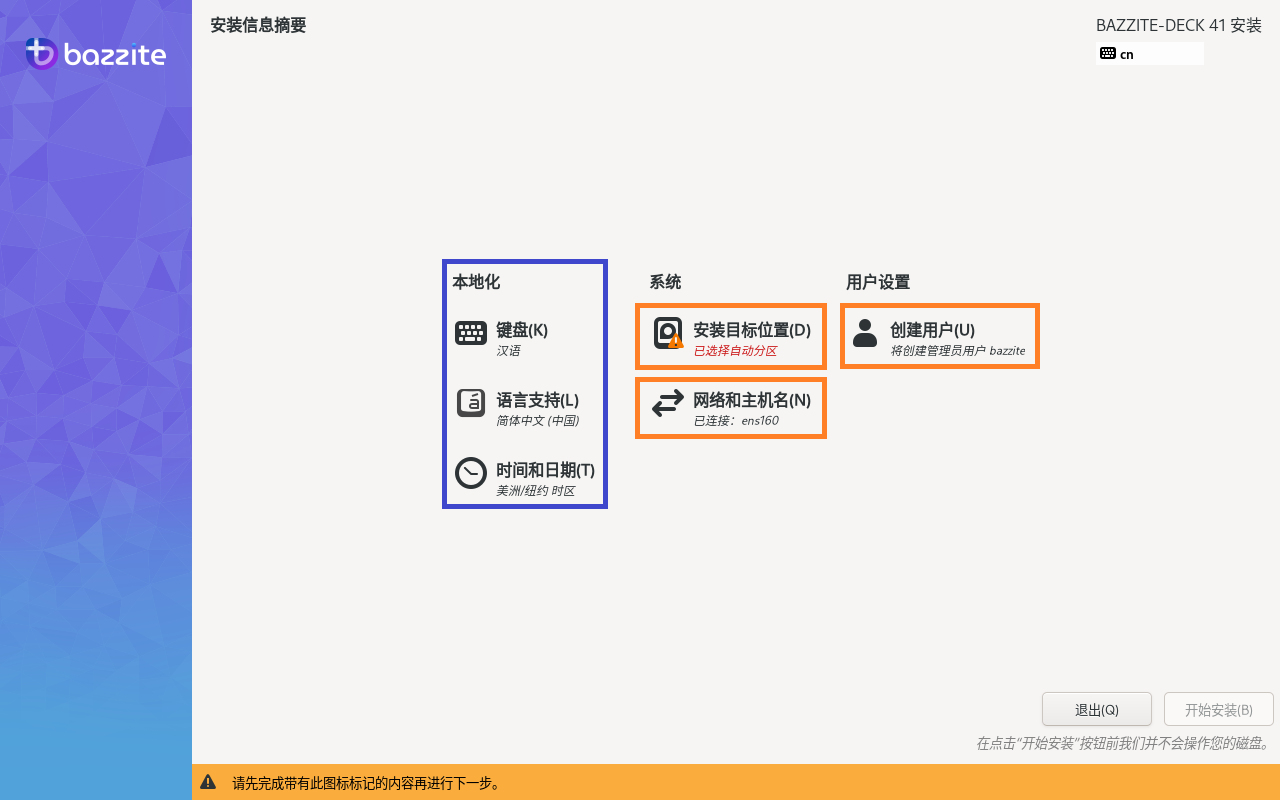 bazzite
安装信息摘要
BAZZITE-DECK 41 安装
cn
本地化
键盘(K)
汉语
语言支持(L)
简体中文 (中国)
时间和日期(T)
美洲/纽约 时区
系统
安装目标位置(D)
已选择自动分区
网络和主机名(N)
已连接：ens160
用户设置
创建用户(U)
将创建管理员用户 bazzite
退出(Q)
开始安装(B)
在点击“开始安装”按钮前我们并不会操作您的磁盘。
请先完成带有此图标标记的内容再进行下一步。